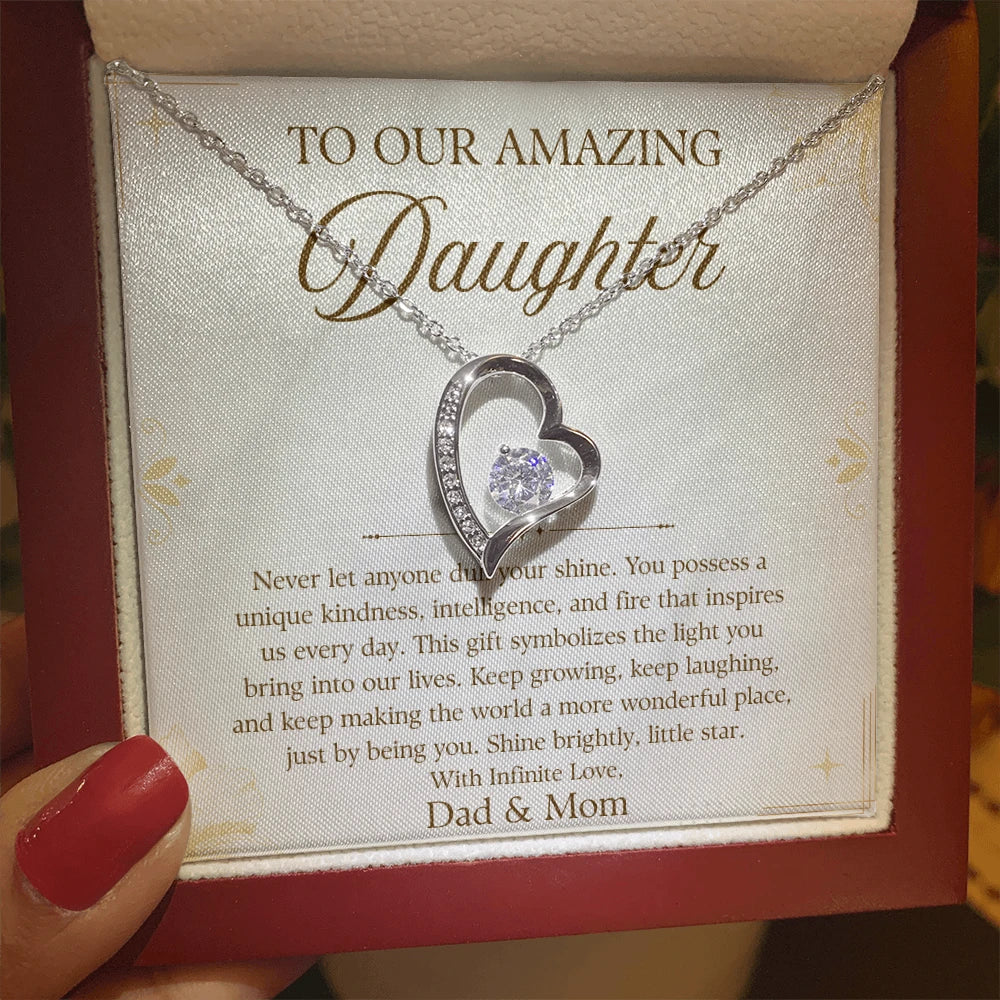 TO OUR AMAZING
Daughter
Never let anyone dull your shine. You possess a
unique kindness, intelligence, and fire that inspires
us every day. This gift symbolizes the light you
bring into our lives. Keep growing, keep laughing,
and keep making the world a more wonderful place,
just by being you. Shine brightly, little star.
With Infinite Love,
Dad & Mom